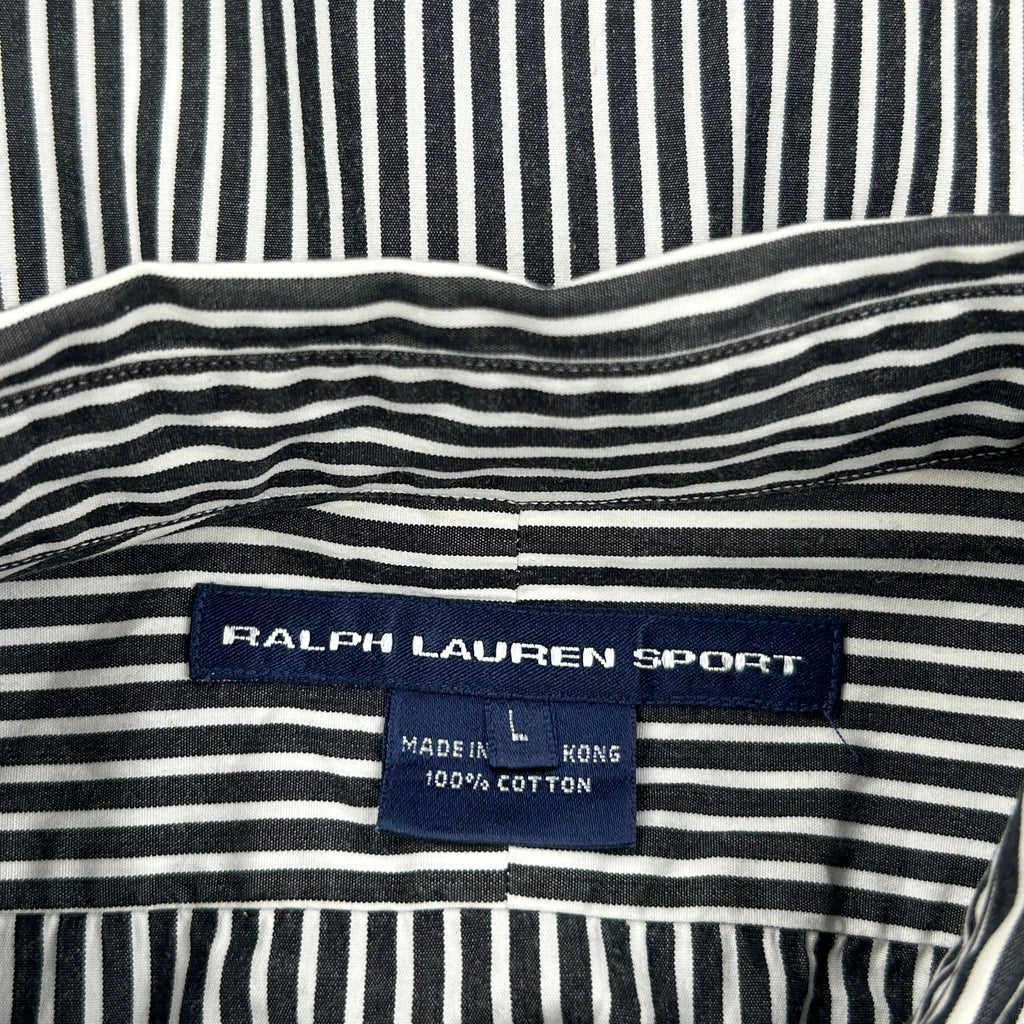 RALPH LAUREN SPORT
L
MADE IN KONG
100% COTTON